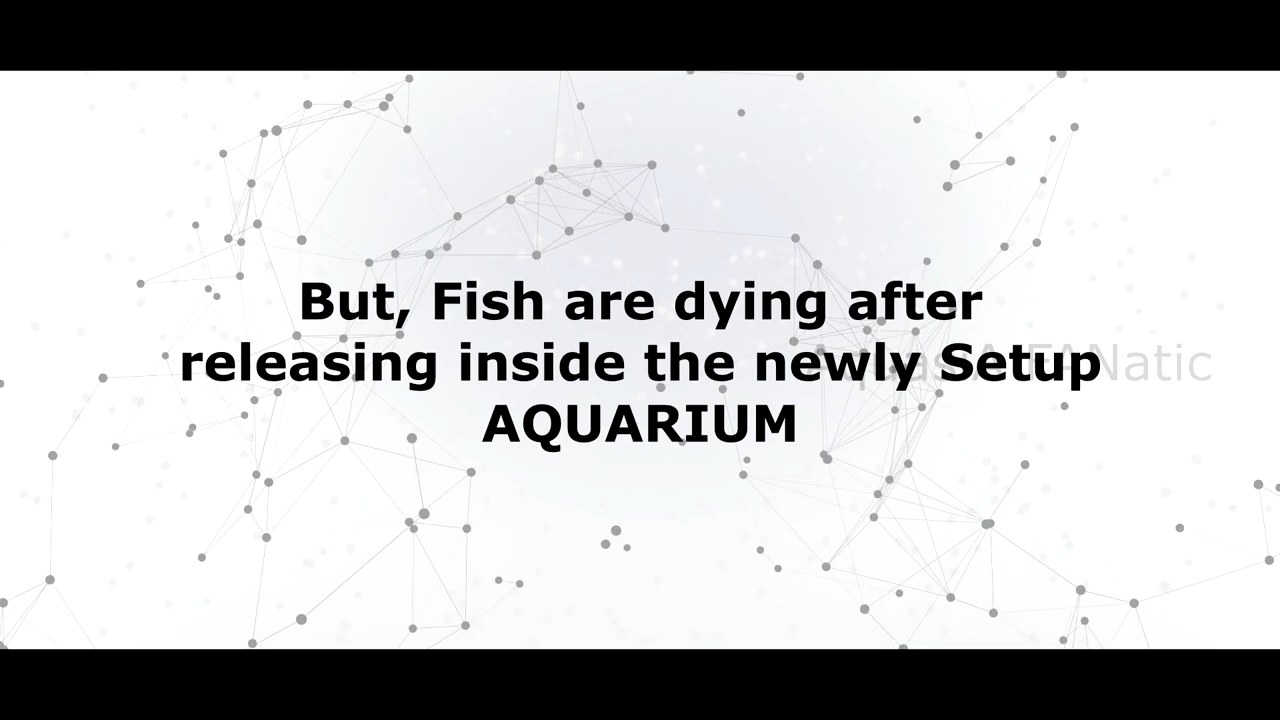 But, Fish are dying after
releasing inside the newly Setup
AQUARIUM